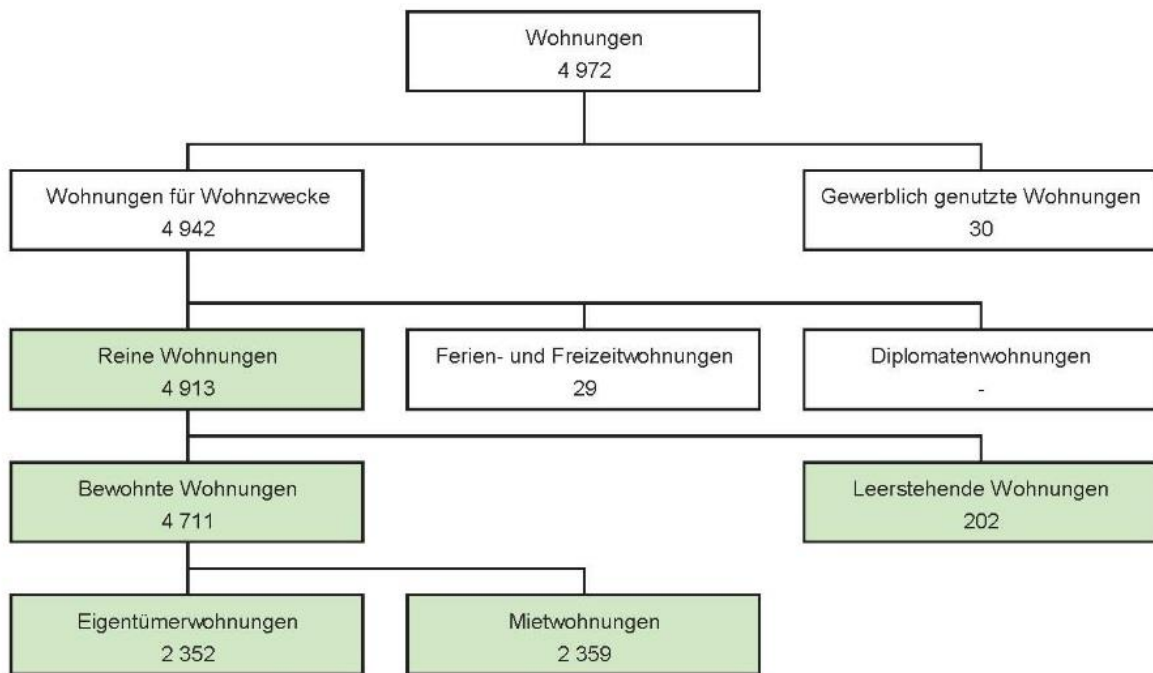 Wohnungen
4 972
Wohnungen für Wohnzwecke
4 942
Gewerblich genutzte Wohnungen
30
Reine Wohnungen
4 913
Ferien- und Freizeitwohnungen
29
Diplomatenwohnungen
-
Bewohnte Wohnungen
4 711
Leerstehende Wohnungen
202
Eigentümerwohnungen
2 352
Mietwohnungen
2 359